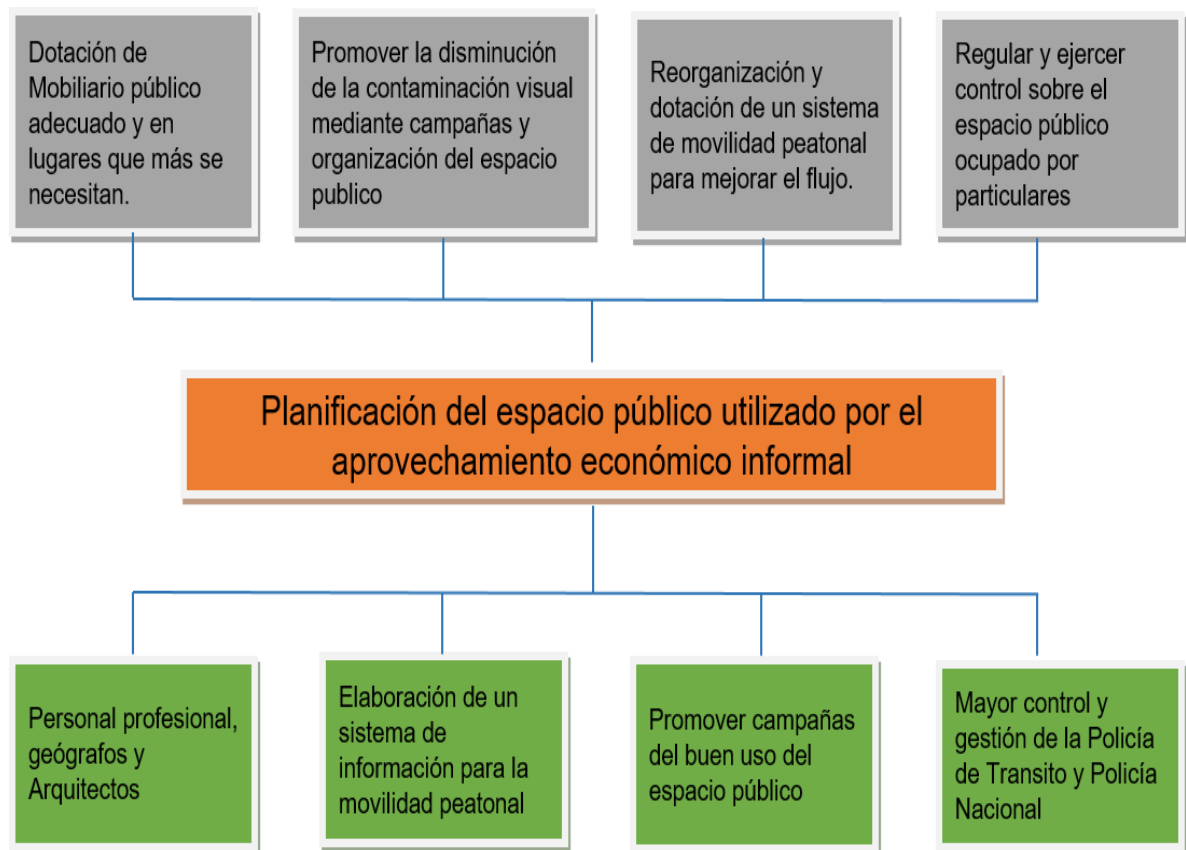 Dotación de
Mobiliario público
adecuado y en
lugares que más se
necesitan.
Promover la disminución
de la contaminación visual
mediante campañas y
organización del espacio
publico
Reorganización y
dotación de un sistema
de movilidad peatonal
para mejorar el flujo.
Regular y ejercer
control sobre el
espacio público
ocupado por
particulares
Planificación del espacio público utilizado por el
aprovechamiento económico informal
Personal profesional,
geógrafos y
Arquitectos
Elaboración de un
sistema de
información para la
movilidad peatonal
Promover campañas
del buen uso del
espacio público
Mayor control y
gestión de la Policía
de Transito y Policía
Nacional